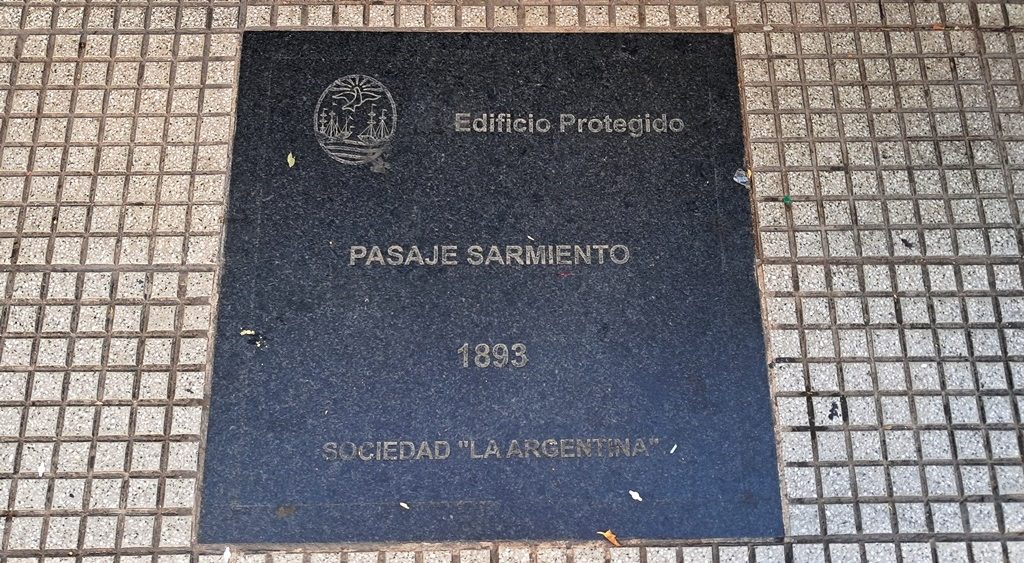 Edificio Protegido
PASAJE SARMIENTO
1893
SOCIEDAD "LA ARGENTINA"